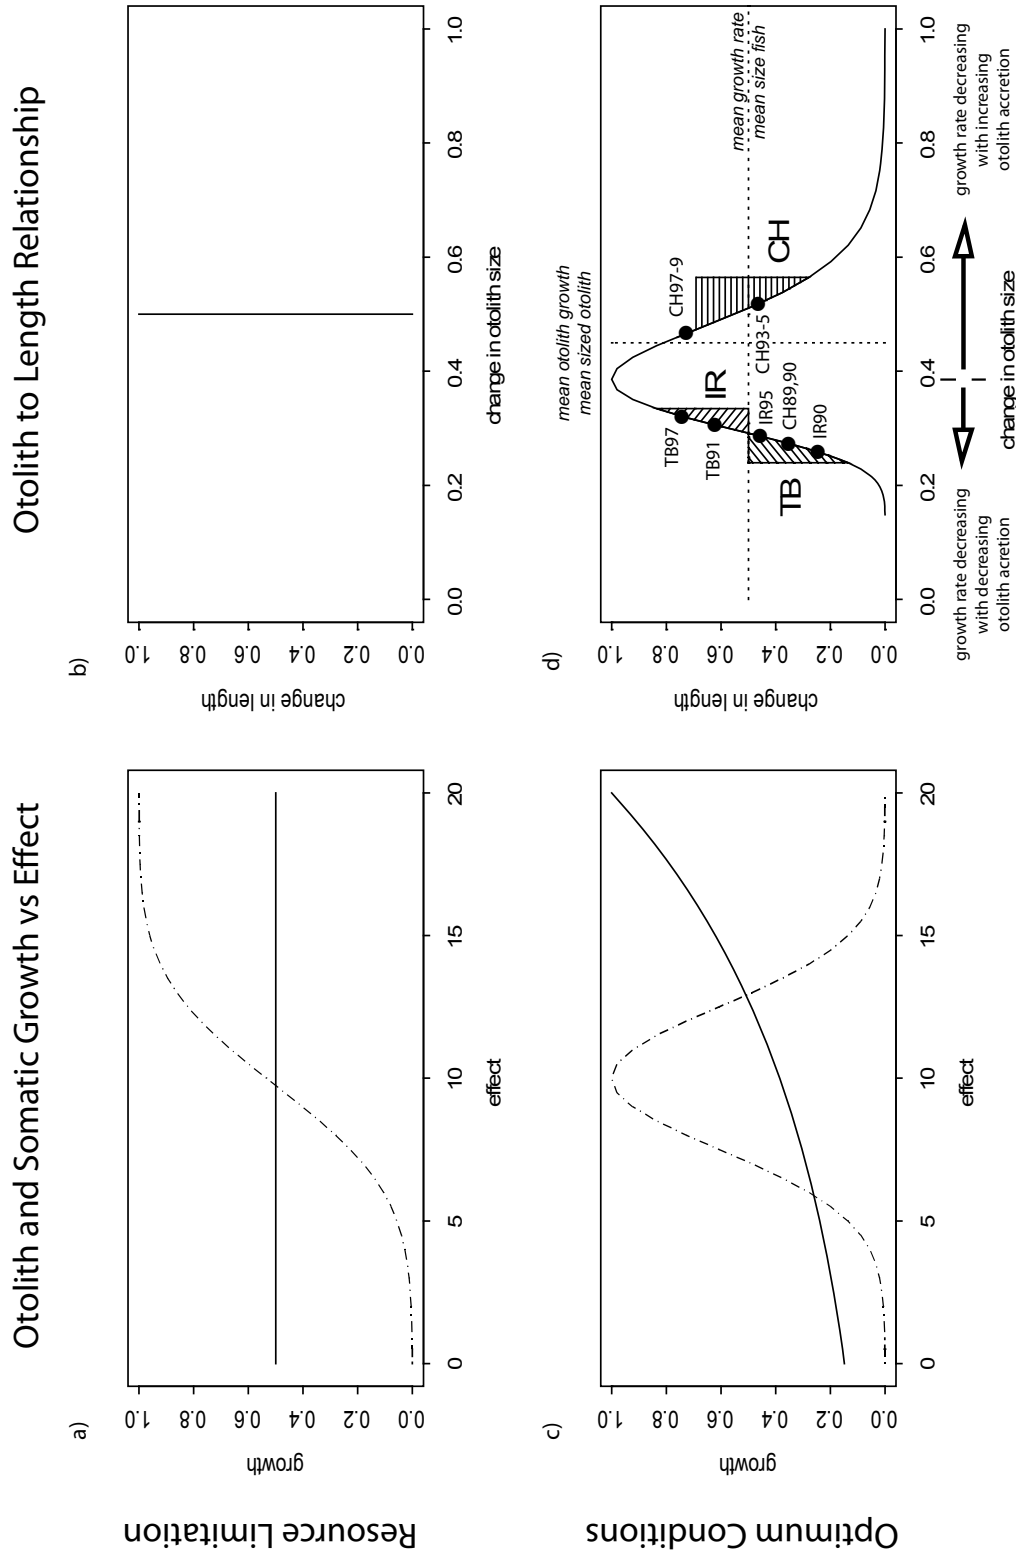 Otolith and Somatic Growth vs Effect
Otolith to Length Relationship
Resource Limitation
a)
growth
0.0 0.2 0.4 0.6 0.8 1.0
0 5 10 15 20
effect
b)
change in length
0.0 0.2 0.4 0.6 0.8 1.0
0.0 0.2 0.4 0.6 0.8 1.0
change in otolith size
Optimum Conditions
c)
growth
0.0 0.2 0.4 0.6 0.8 1.0
0 5 10 15 20
effect
d)
change in length
0.0 0.2 0.4 0.6 0.8 1.0
mean otolith growth
mean sized otolith
mean growth rate
mean size fish
TB97
TB91
IR
IR95
CH89,90
IR90
TB
CH97-9
CH93-5
CH
0.0 0.2 0.4 0.6 0.8 1.0
change in otolith size
growth rate decreasing
with decreasing
otolith acretion
growth rate decreasing
with increasing
otolith accretion